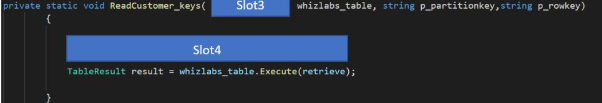 private static void ReadCustomer_keys( Slot3 whizlabs_table, string p_partitionkey,string p_rowkey)
{
Slot4
TableResult result = whizlabs_table.Execute(retrieve);
}